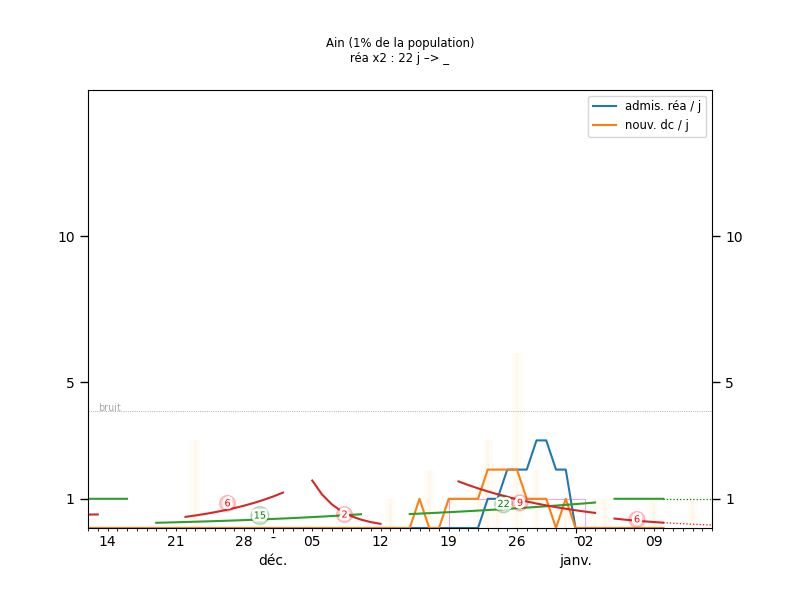 Ain (1% de la population)
réa x2 : 22 j –> _
admis. réa / j
nouv. dc / j
10 10
5 5
bruit
1 1
6 15 2 22 9 6
14 21 28 - 05 12 19 26 - 02 09
déc. janv.